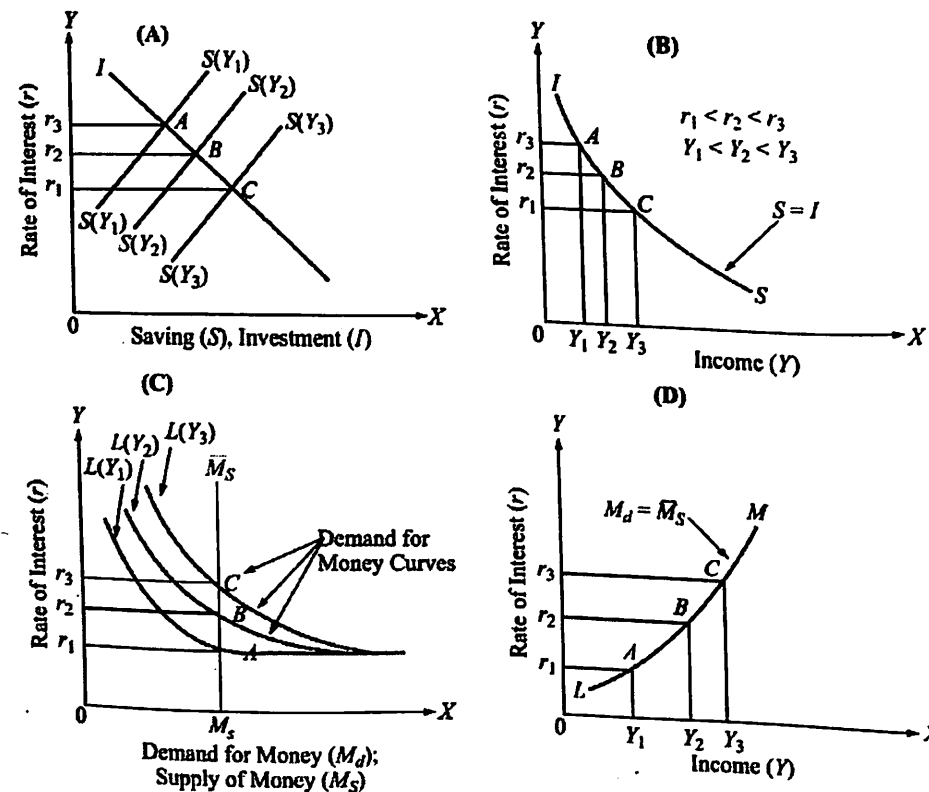 (A)
Y
Rate of Interest (r)
I
S(Y₁)
S(Y₂)
S(Y₃)
r₃
r₂
r₁
A
B
C
S(Y₁)
S(Y₂)
S(Y₃)
0
X
Saving (S), Investment (I)
(B)
Y
Rate of Interest (r)
I
r₁ < r₂ < r₃
Y₁ < Y₂ < Y₃
r₃
r₂
r₁
A
B
C
S = I
S
0
Y₁ Y₂ Y₃
X
Income (Y)
(C)
Y
Rate of Interest (r)
L(Y₁)
L(Y₂)
L(Y₃)
M̅S
Demand for
Money Curves
r₃
r₂
r₁
C
B
A
0
Ms
X
Demand for Money (Md);
Supply of Money (MS)
(D)
Y
Rate of Interest (r)
Md = M̅S
M
r₃
r₂
r₁
C
B
A
L
0
Y₁ Y₂ Y₃
X
Income (Y)